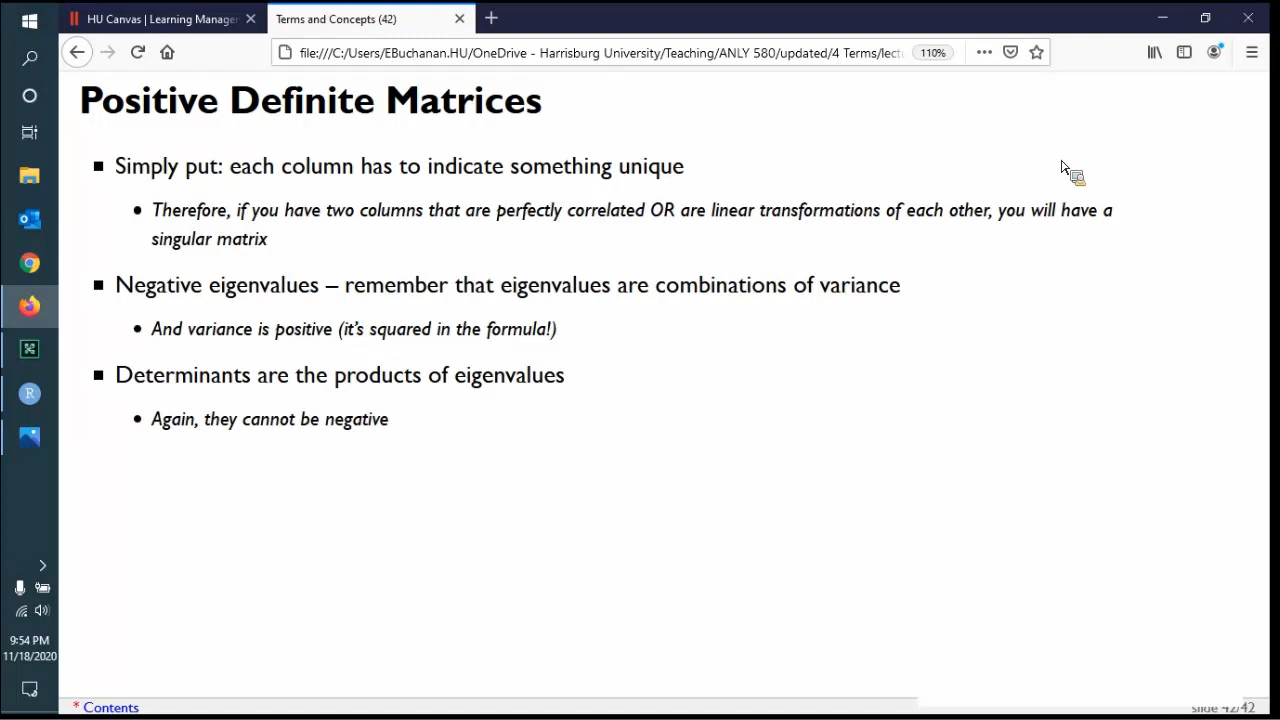 HU Canvas | Learning Manage
Terms and Concepts (42)
file:///C:/Users/EBuchanan.HU/OneDrive - Harrisburg University/Teaching/ANLY 580/updated/4 Terms/lect
110%
Positive Definite Matrices
Simply put: each column has to indicate something unique
Therefore, if you have two columns that are perfectly correlated OR are linear transformations of each other, you will have a
singular matrix
Negative eigenvalues – remember that eigenvalues are combinations of variance
And variance is positive (it's squared in the formula!)
Determinants are the products of eigenvalues
Again, they cannot be negative
R
9:54 PM
11/18/2020
* Contents
slide 42/42